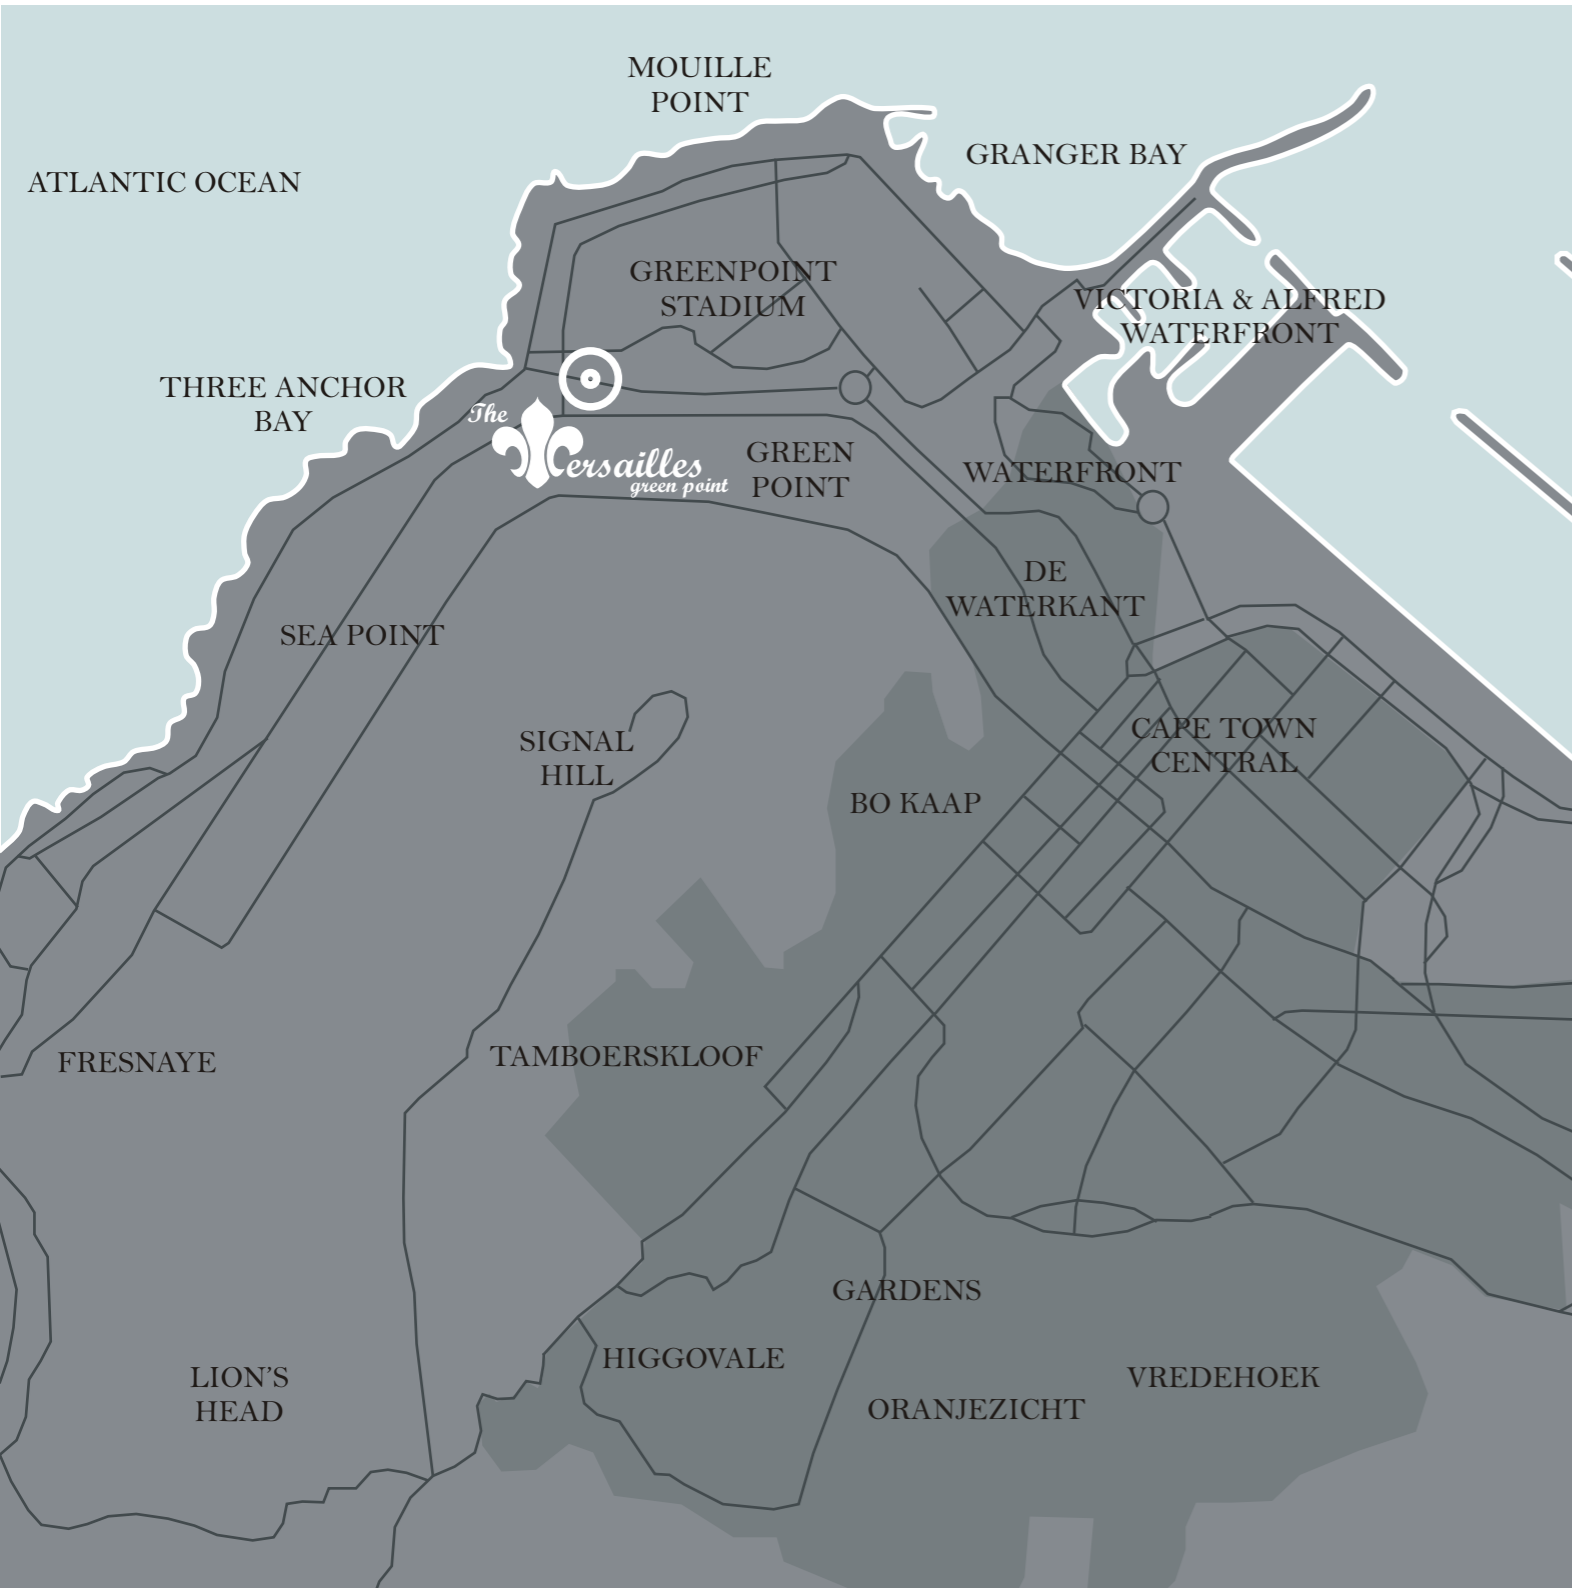 MOUILLE
POINT
GRANGER BAY
ATLANTIC OCEAN
GREENPOINT
STADIUM
VICTORIA & ALFRED
WATERFRONT
THREE ANCHOR
BAY
The
Versailles
green point
GREEN
POINT
WATERFRONT
DE
WATERKANT
SEA POINT
SIGNAL
HILL
CAPE TOWN
CENTRAL
BO KAAP
FRESNAYE
TAMBOERSKLOOF
GARDENS
HIGGOVALE
LION'S
HEAD
ORANJEZICHT
VREDEHOEK